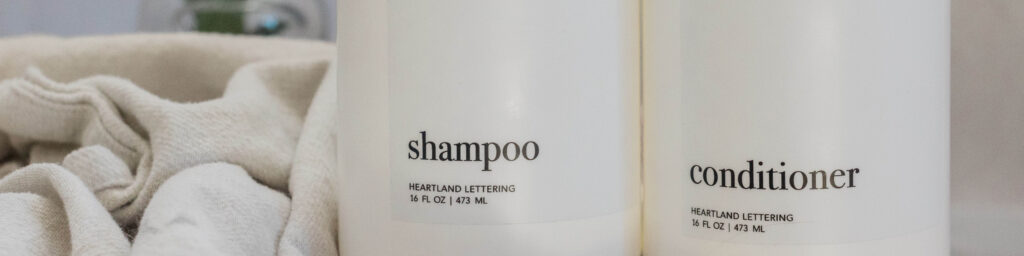 shampoo
HEARTLAND LETTERING
16 FL OZ | 473 ML
conditioner
HEARTLAND LETTERING
16 FL OZ | 473 ML